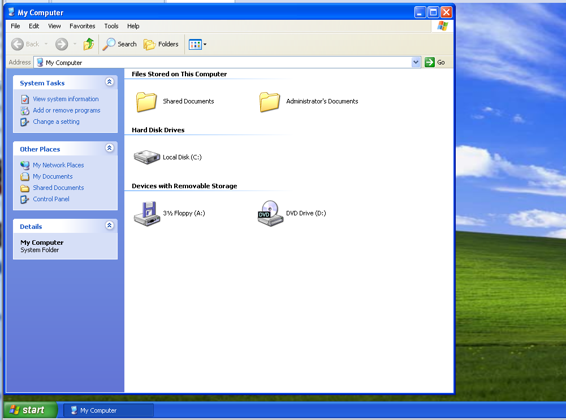 My Computer
File Edit View Favorites Tools Help
Back Search Folders
Address My Computer Go
System Tasks
View system information
Add or remove programs
Change a setting
Other Places
My Network Places
My Documents
Shared Documents
Control Panel
Details
My Computer
System Folder
Files Stored on This Computer
Shared Documents Administrator's Documents
Hard Disk Drives
Local Disk (C:)
Devices with Removable Storage
3½ Floppy (A:) DVD DVD Drive (D:)
start My Computer